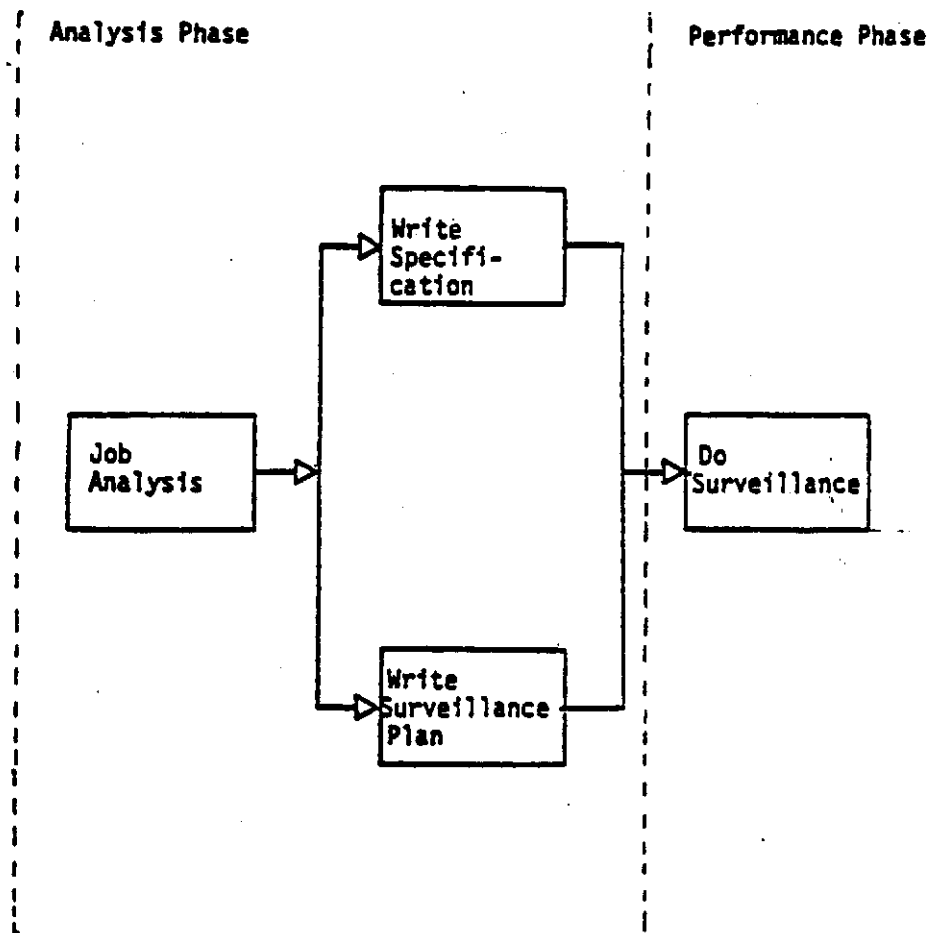 Analysis Phase
Performance Phase
Write
Specifi-
cation
Job
Analysis
Do
Surveillance
Write
Surveillance
Plan